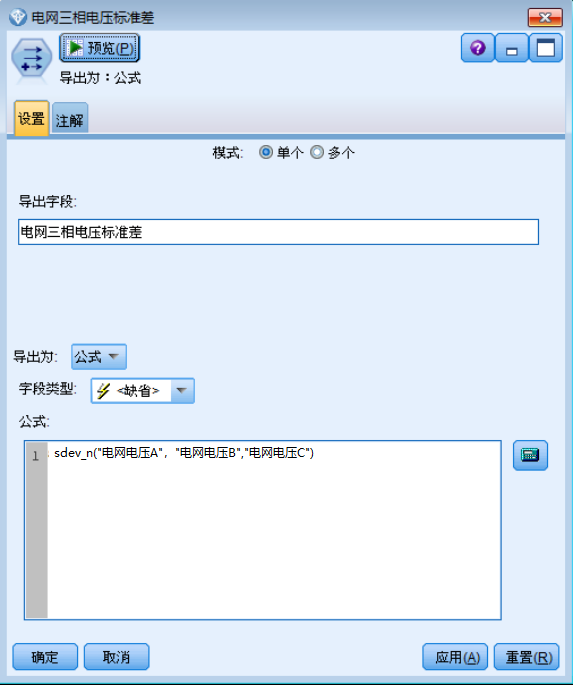 电网三相电压标准差
预览(P)
导出为：公式
设置 注解
模式: 单个 多个
导出字段:
电网三相电压标准差
导出为: 公式
字段类型: <缺省>
公式:
1 sdev_n("电网电压A", "电网电压B","电网电压C")
确定 取消 应用(A) 重置(R)